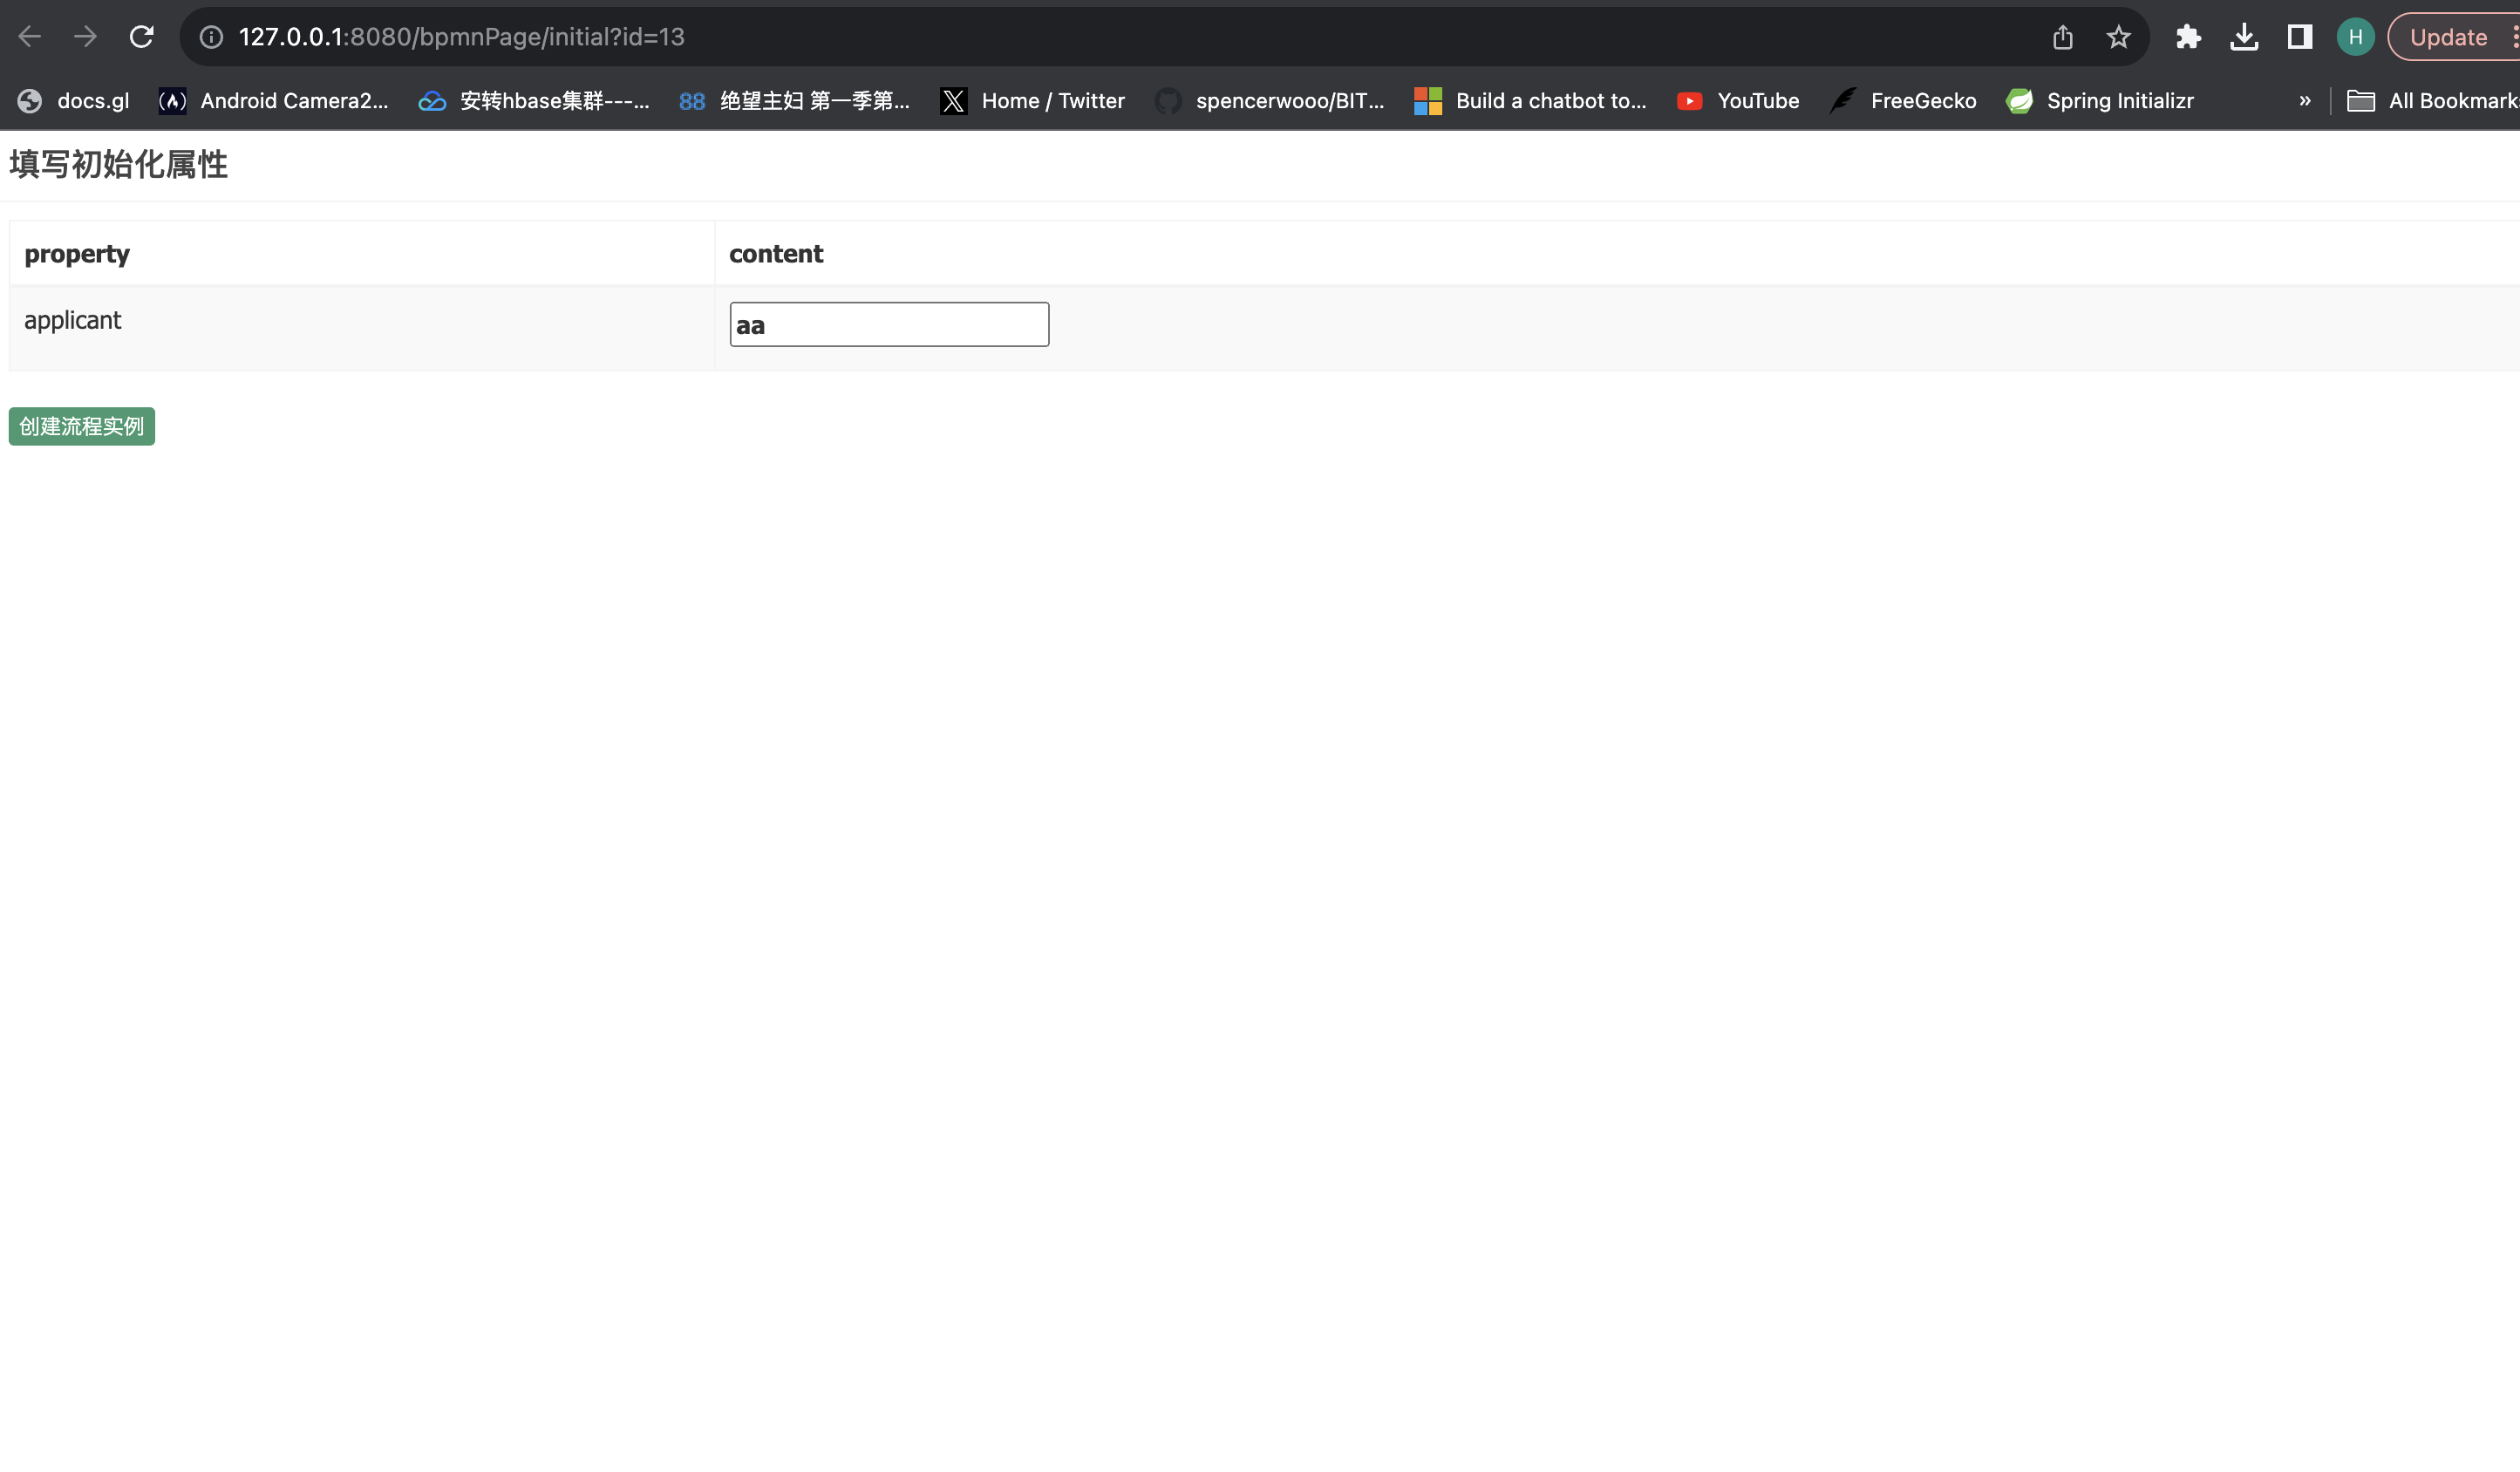 127.0.0.1:8080/bpmnPage/initial?id=13
H
Update
docs.gl
Android Camera2...
安转hbase集群---...
88
绝望主妇 第一季第...
Home / Twitter
spencerwooo/BIT...
Build a chatbot to...
YouTube
FreeGecko
Spring Initializr
»
All Bookmark
填写初始化属性
property content
applicant aa
创建流程实例